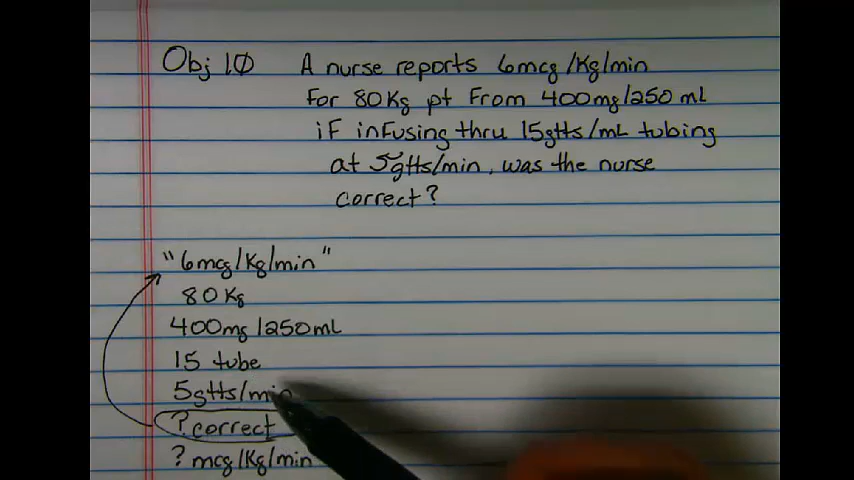 Obj 10 A nurse reports 6mcg/Kg/min
For 80Kg pt From 400mg/250mL
iF infusing thru 15gtts/mL tubing
at 5gtts/min, was the nurse
correct?
"6mcg/Kg/min"
80Kg
400mg/250mL
15 tube
5gtts/min
? correct
? mcg/Kg/min